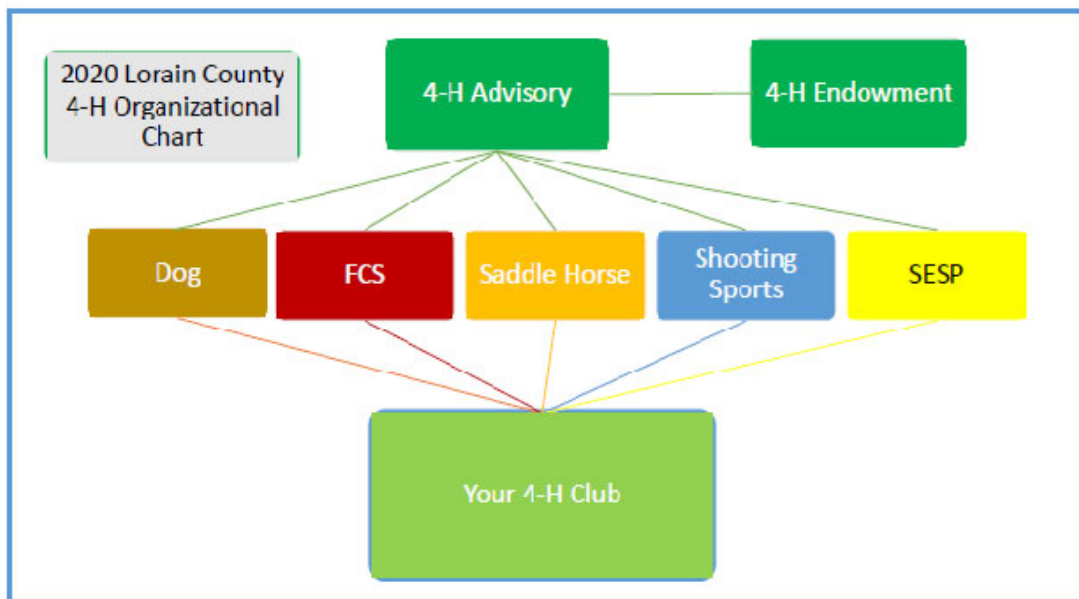 2020 Lorain County
4-H Organizational
Chart
4-H Advisory
4-H Endowment
Dog
FCS
Saddle Horse
Shooting
Sports
SESP
Your 4-H Club